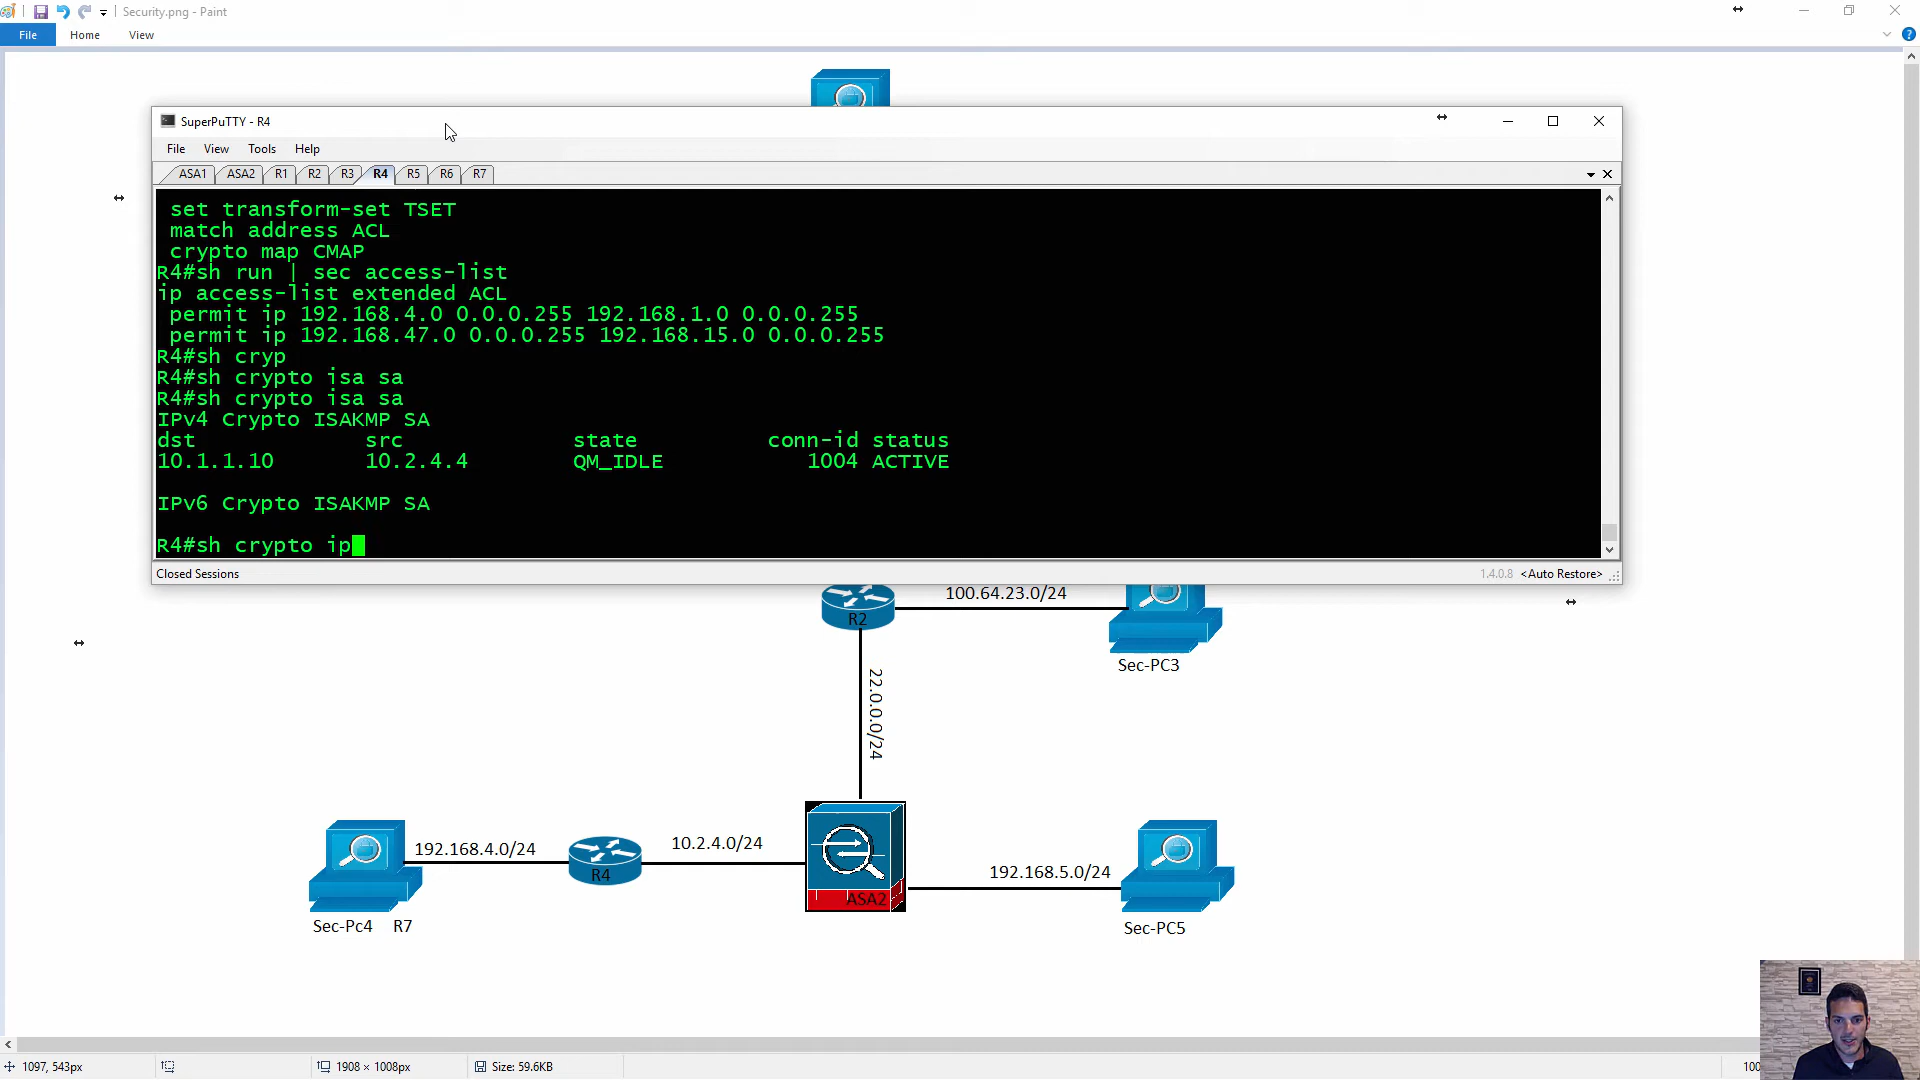 Security.png - Paint
File Home View
SuperPuTTY - R4
File View Tools Help
ASA1 ASA2 R1 R2 R3 R4 R5 R6 R7
set transform-set TSET
match address ACL
crypto map CMAP
R4#sh run | sec access-list
ip access-list extended ACL
permit ip 192.168.4.0 0.0.0.255 192.168.1.0 0.0.0.255
permit ip 192.168.47.0 0.0.0.255 192.168.15.0 0.0.0.255
R4#sh cryp
R4#sh crypto isa sa
R4#sh crypto isa sa
IPv4 Crypto ISAKMP SA
dst src state conn-id status
10.1.1.10 10.2.4.4 QM_IDLE 1004 ACTIVE
IPv6 Crypto ISAKMP SA
R4#sh crypto ip
Closed Sessions 1.4.0.8 <Auto Restore>
100.64.23.0/24
R2
Sec-PC3
22.0.0.0/24
192.168.4.0/24
10.2.4.0/24
192.168.5.0/24
R4
ASA2
Sec-Pc4 R7
Sec-PC5
1097, 543px 1908 × 1008px Size: 59.6KB